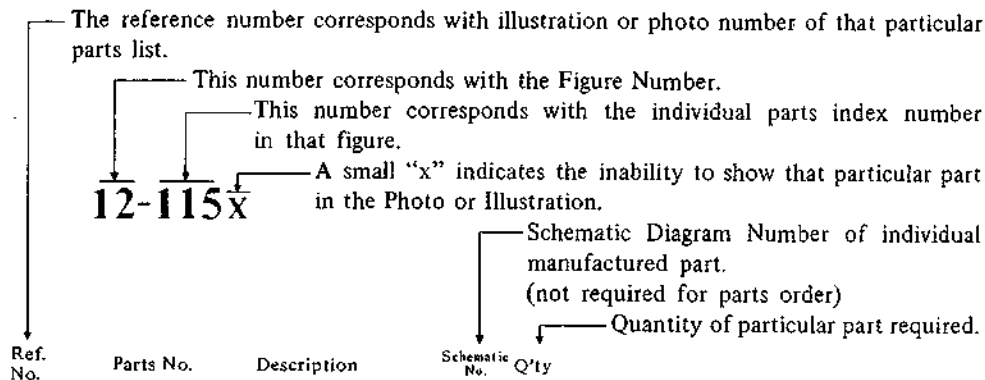 The reference number corresponds with illustration or photo number of that particular
parts list.
This number corresponds with the Figure Number.
This number corresponds with the individual parts index number
in that figure.
A small “x” indicates the inability to show that particular part
in the Photo or Illustration.
12-115x
Schematic Diagram Number of individual
manufactured part.
(not required for parts order)
Quantity of particular part required.
Ref. No. Parts No. Description Schematic No. Q'ty